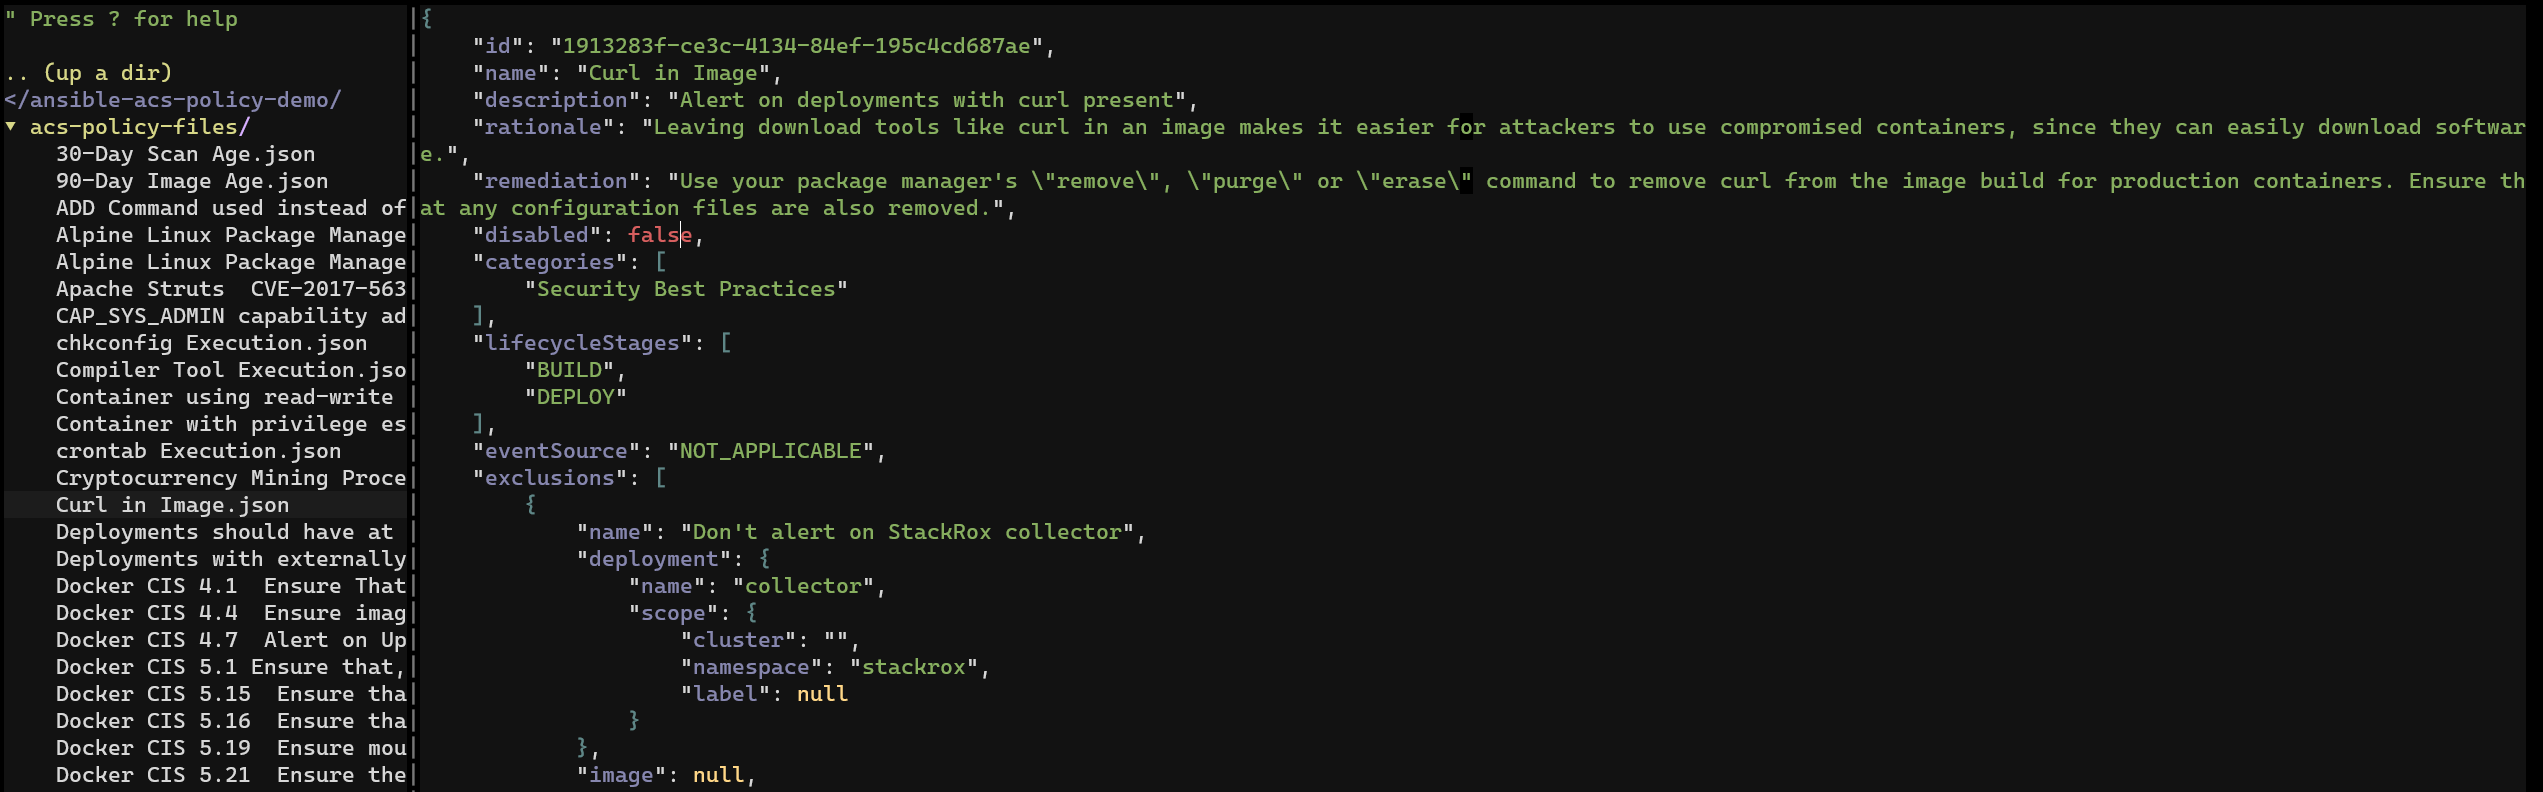 " Press ? for help
.. (up a dir)
</ansible-acs-policy-demo/
▾ acs-policy-files/
30-Day Scan Age.json
90-Day Image Age.json
ADD Command used instead of
Alpine Linux Package Manage
Alpine Linux Package Manage
Apache Struts  CVE-2017-563
CAP_SYS_ADMIN capability ad
chkconfig Execution.json
Compiler Tool Execution.jso
Container using read-write
Container with privilege es
crontab Execution.json
Cryptocurrency Mining Proce
Curl in Image.json
Deployments should have at
Deployments with externally
Docker CIS 4.1  Ensure That
Docker CIS 4.4  Ensure imag
Docker CIS 4.7  Alert on Up
Docker CIS 5.1 Ensure that,
Docker CIS 5.15  Ensure tha
Docker CIS 5.16  Ensure tha
Docker CIS 5.19  Ensure mou
Docker CIS 5.21  Ensure the
{
    "id": "1913283f-ce3c-4134-84ef-195c4cd687ae",
    "name": "Curl in Image",
    "description": "Alert on deployments with curl present",
    "rationale": "Leaving download tools like curl in an image makes it easier for attackers to use compromised containers, since they can easily download softwar
e.",
    "remediation": "Use your package manager's \"remove\", \"purge\" or \"erase\" command to remove curl from the image build for production containers. Ensure th
at any configuration files are also removed.",
    "disabled": false,
    "categories": [
        "Security Best Practices"
    ],
    "lifecycleStages": [
        "BUILD",
        "DEPLOY"
    ],
    "eventSource": "NOT_APPLICABLE",
    "exclusions": [
        {
            "name": "Don't alert on StackRox collector",
            "deployment": {
                "name": "collector",
                "scope": {
                    "cluster": "",
                    "namespace": "stackrox",
                    "label": null
                }
            },
            "image": null,